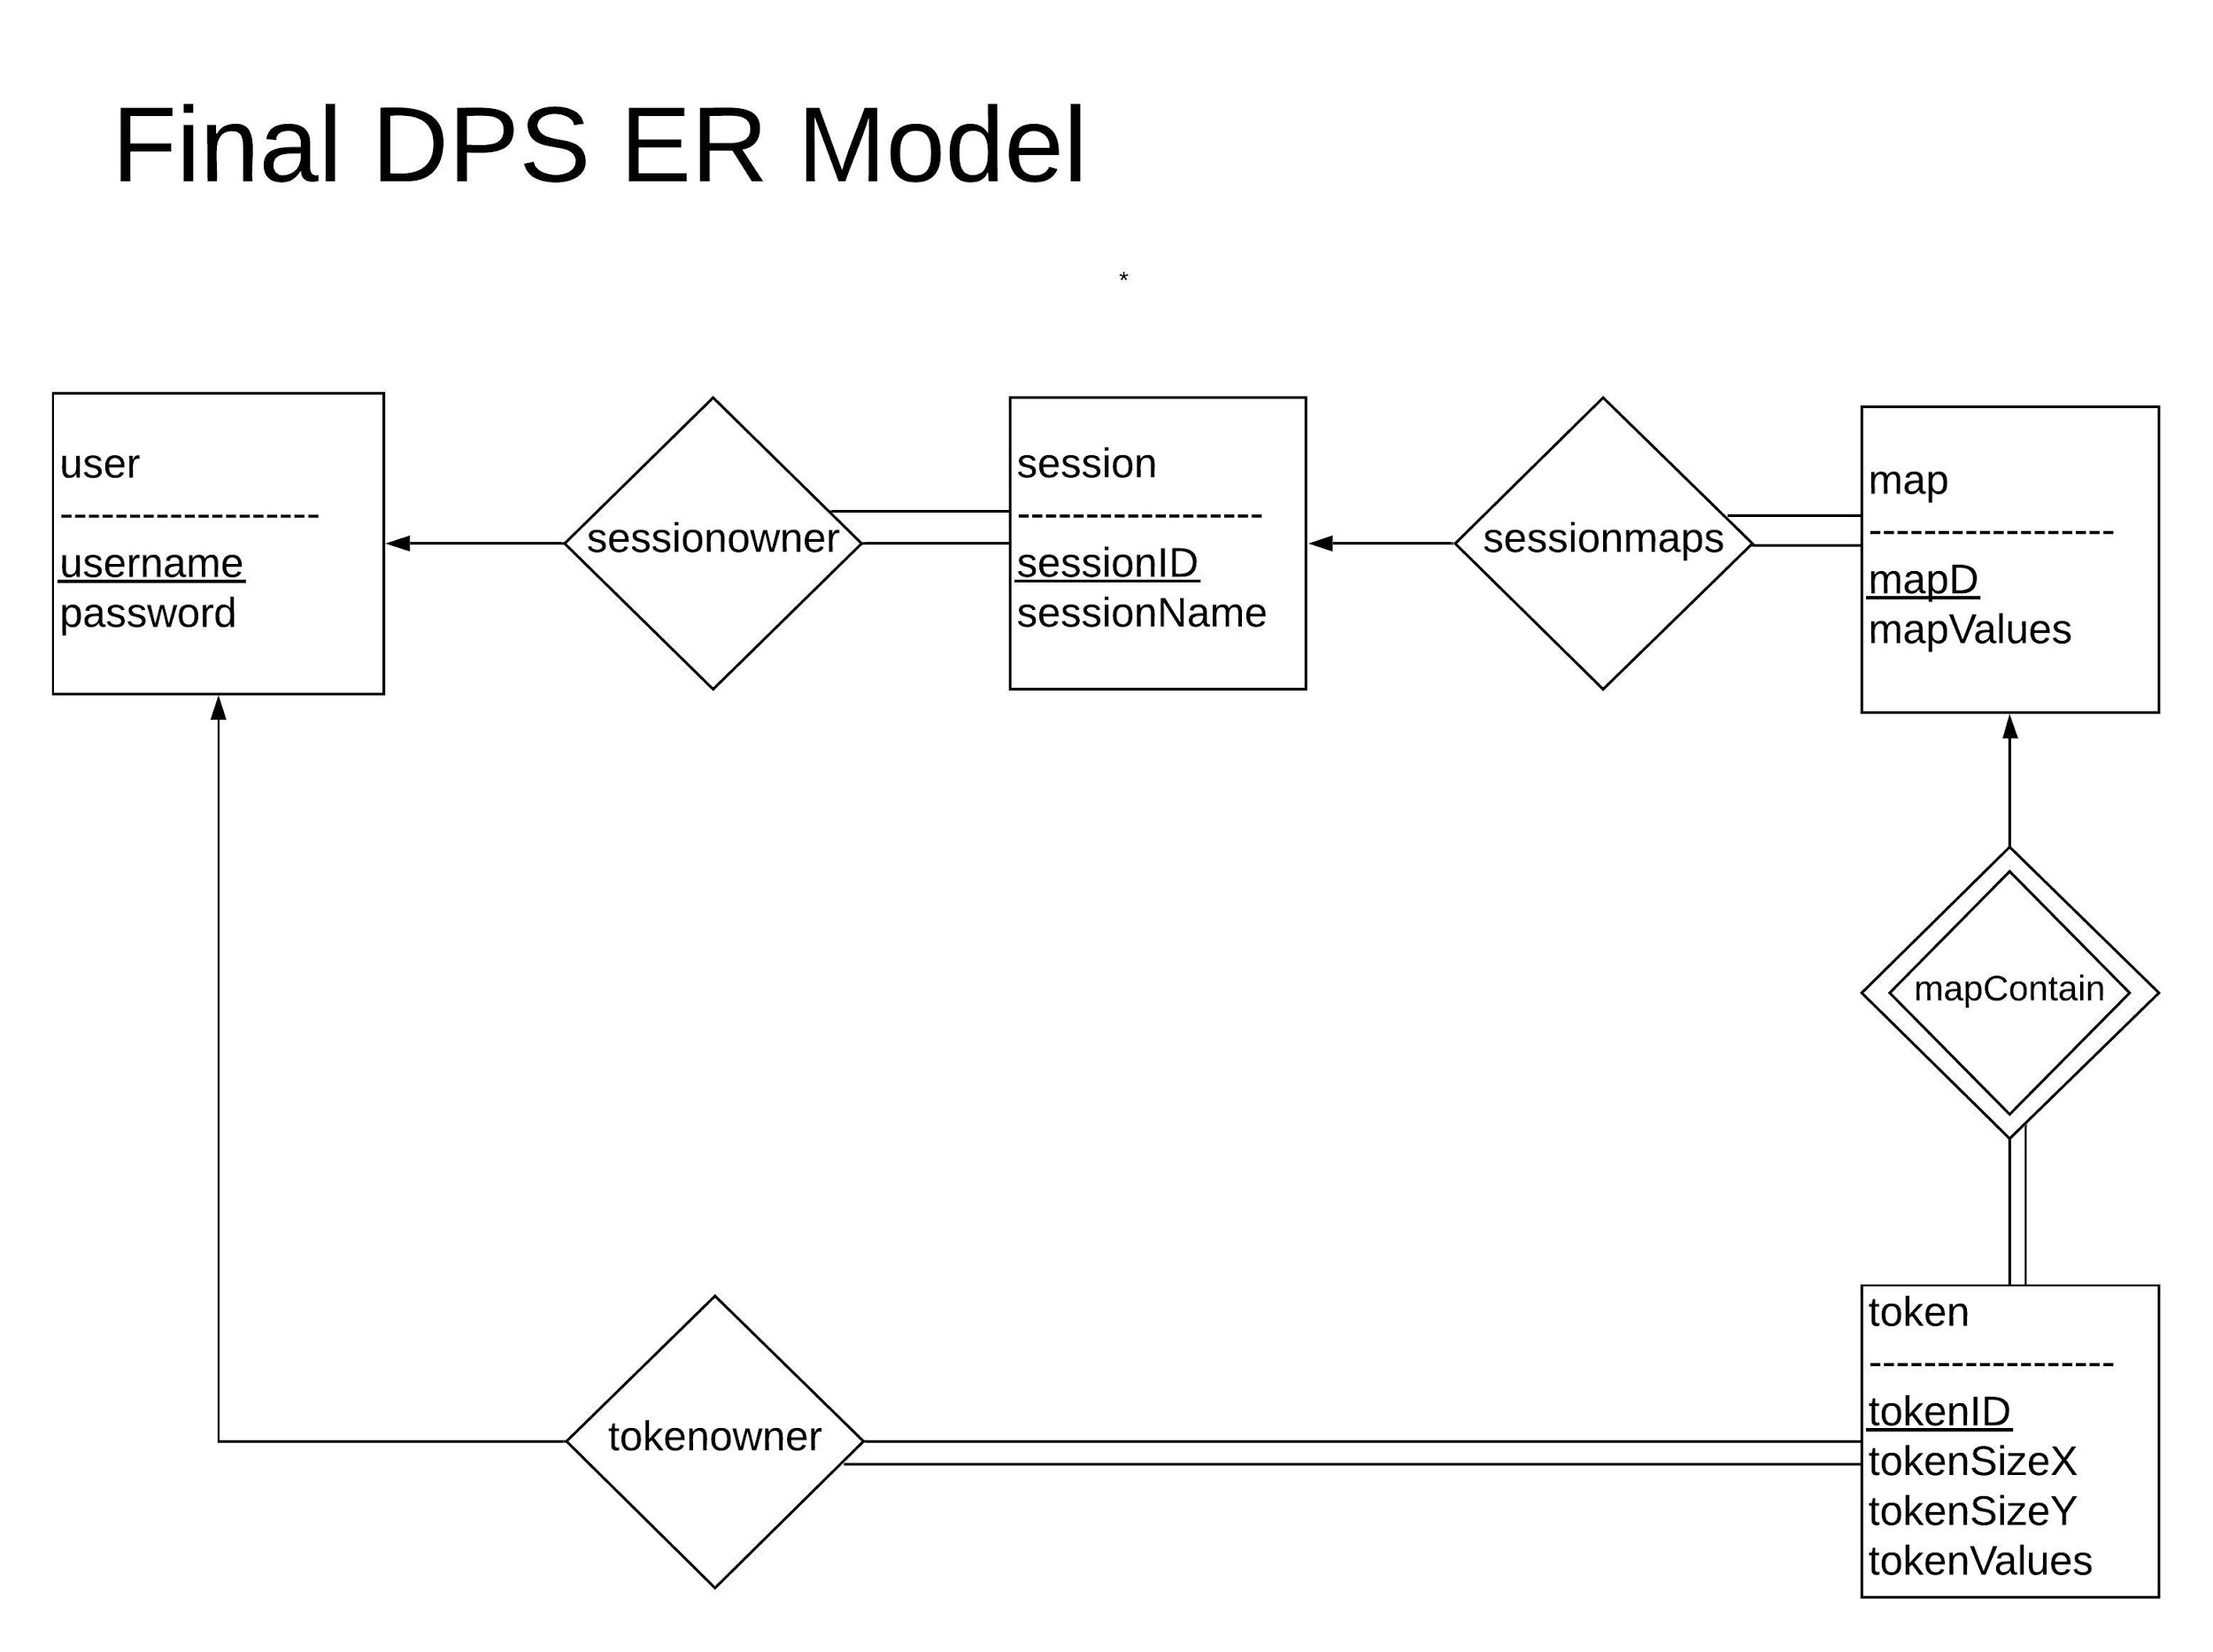 Final DPS ER Model
*
user
-------------------
username
password
sessionowner
session
------------------
sessionID
sessionName
sessionmaps
map
------------------
mapD
mapValues
mapContain
tokenowner
token
------------------
tokenID
tokenSizeX
tokenSizeY
tokenValues